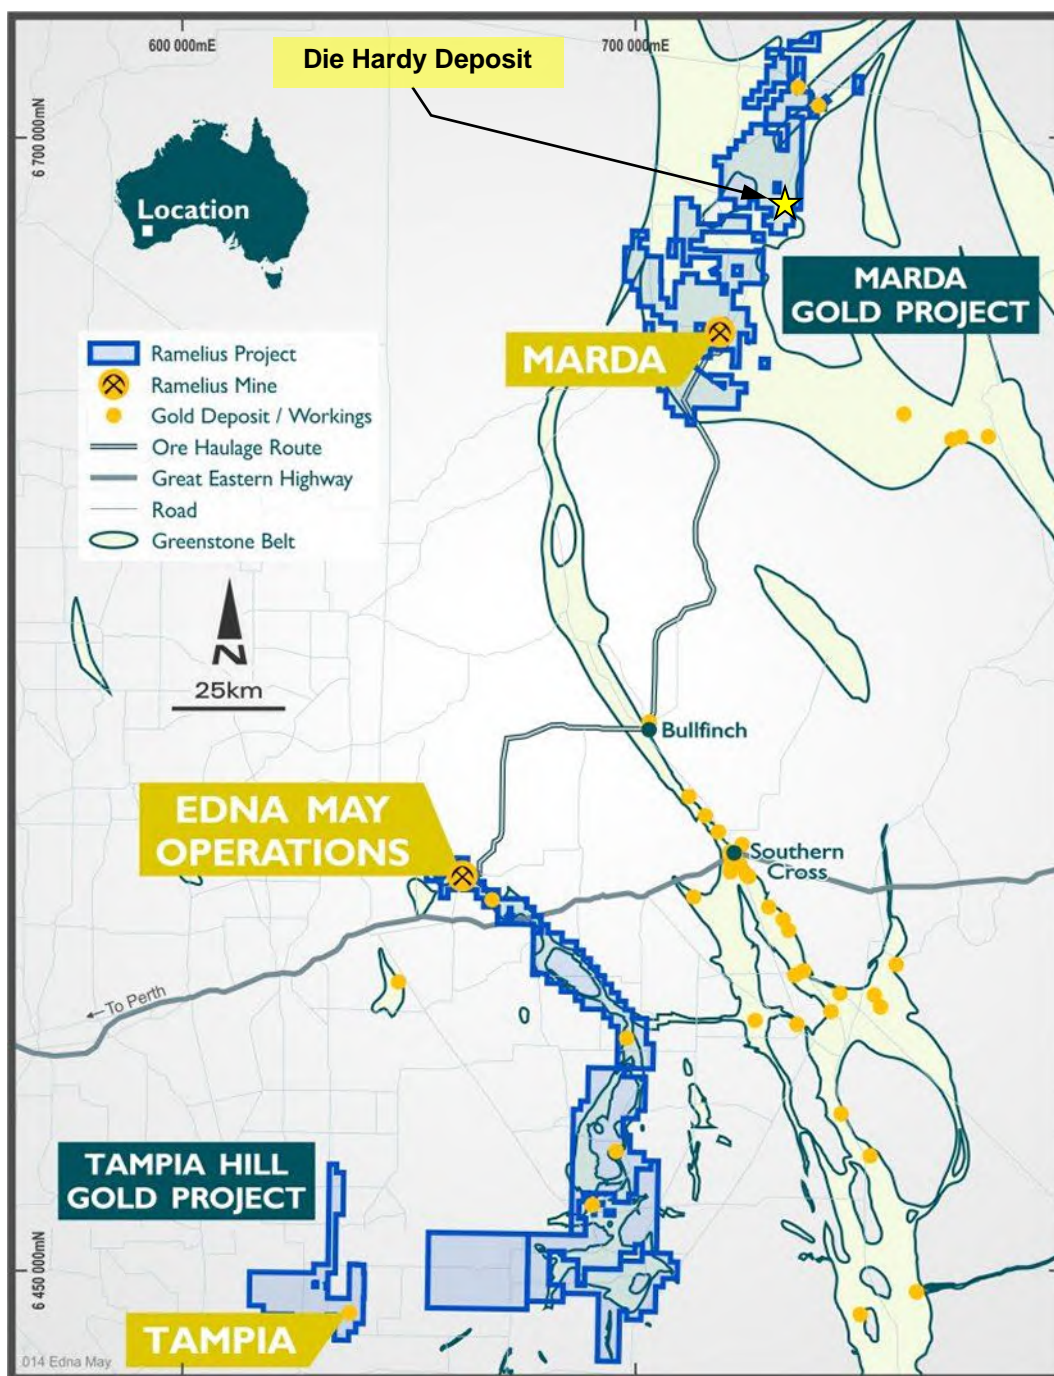 600 000mE
700 000mE
Die Hardy Deposit
6 700 000mN
Location
MARDA
GOLD PROJECT
MARDA
Ramelius Project
Ramelius Mine
Gold Deposit / Workings
Ore Haulage Route
Great Eastern Highway
Road
Greenstone Belt
N
25km
Bullfinch
EDNA MAY
OPERATIONS
Southern
Cross
To Perth
TAMPIA HILL
GOLD PROJECT
6 450 000mN
TAMPIA
014 Edna May